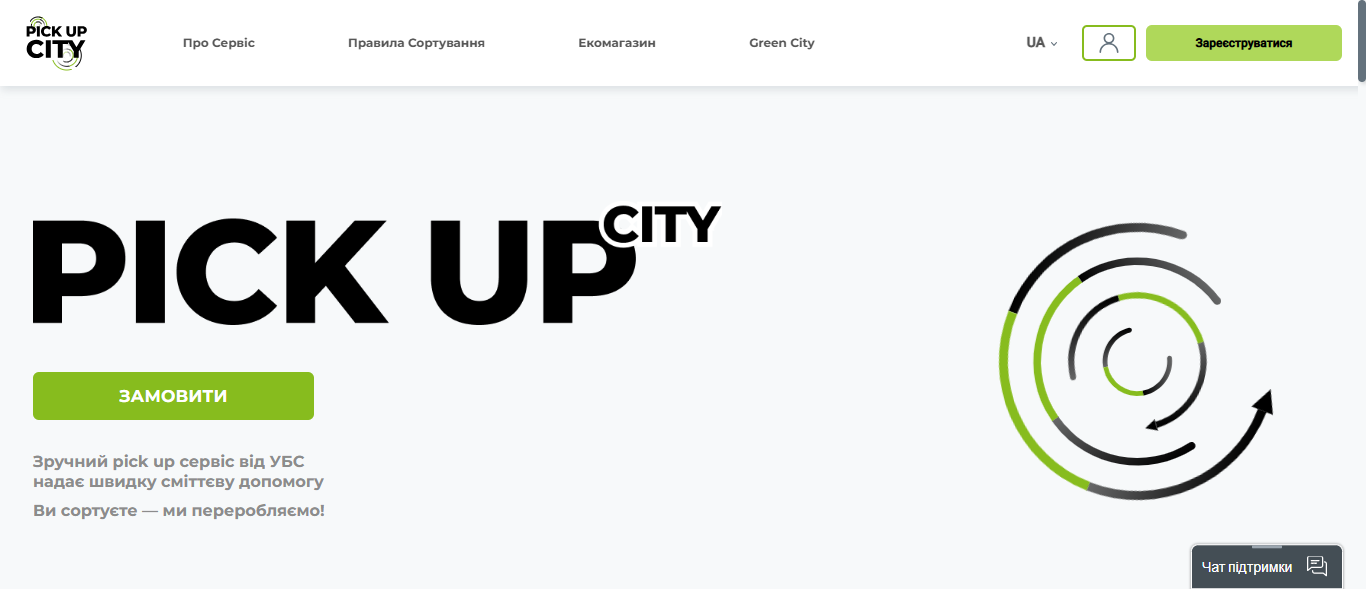 PICK UP
CITY
Про Сервіс
Правила Сортування
Екомагазин
Green City
UA
Зареєструватися
PICK UP CITY
ЗАМОВИТИ
Зручний pick up сервіс від УБС
надає швидку сміттєву допомогу
Ви сортуєте — ми переробляємо!
Чат підтримки